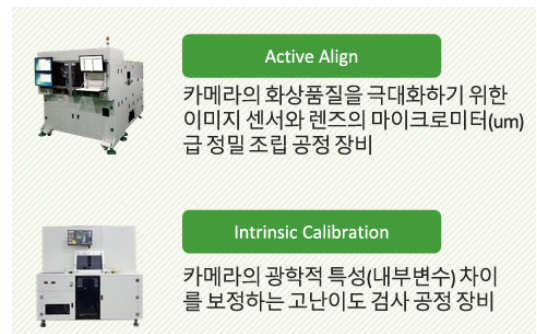 Active Align
카메라의 화상품질을 극대화하기 위한
이미지 센서와 렌즈의 마이크로미터(um)
급 정밀 조립 공정 장비
Intrinsic Calibration
카메라의 광학적 특성(내부변수) 차이
를 보정하는 고난이도 검사 공정 장비